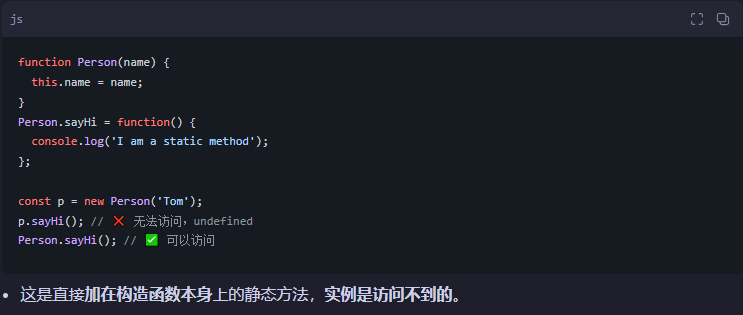 js
function Person(name) {
  this.name = name;
}
Person.sayHi = function() {
  console.log('I am a static method');
};

const p = new Person('Tom');
p.sayHi(); // ❌ 无法访问，undefined
Person.sayHi(); // ✅ 可以访问
• 这是直接加在构造函数本身上的静态方法，实例是访问不到的。